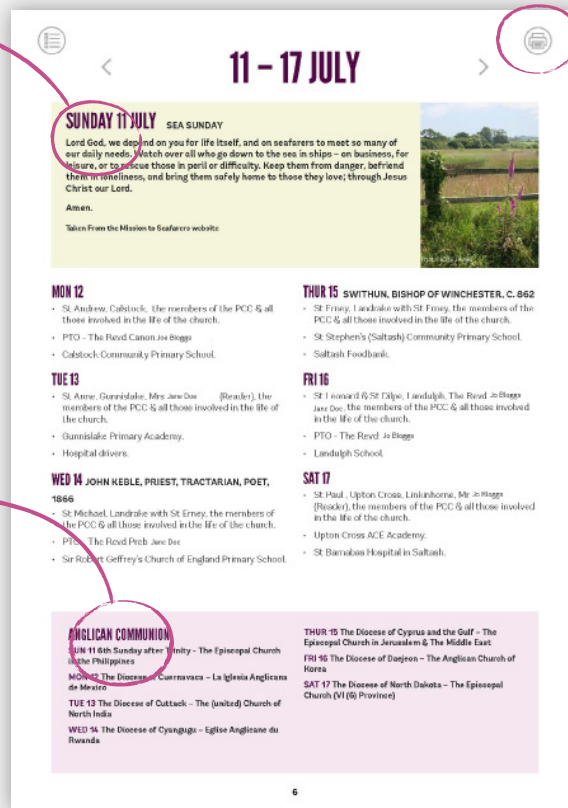 11 – 17 JULY
SUNDAY 11 JULY SEA SUNDAY
Lord God, we depend on you for life itself, and on seafarers to meet so many of
our daily needs. Watch over all who go down to the sea in ships – on business, for
leisure, or to rescue those in peril or difficulty. Keep them from danger, befriend
them in loneliness, and bring them safely home to those they love; through Jesus
Christ our Lord.
Amen.
Taken From the Mission to Seafarers website
MON 12
• St Andrew, Calstock, the members of the PCC & all
those involved in the life of the church.
• PTO - The Revd Canon Joe Bloggs
• Calstock Community Primary School.
TUE 13
• St Anne, Gunnislake, Mrs Jane Doe (Reader), the
members of the PCC & all those involved in the life of
the church.
• Gunnislake Primary Academy.
• Hospital drivers.
WED 14 JOHN KEBLE, PRIEST, TRACTARIAN, POET,
1866
• St Michael, Landrake with St Erney, the members of
the PCC & all those involved in the life of the church.
• PTO - The Revd Preb Jane Doe
• Sir Robert Geffrey's Church of England Primary School.
THUR 15 SWITHUN, BISHOP OF WINCHESTER, C. 862
• St Erney, Landrake with St Erney, the members of the
PCC & all those involved in the life of the church.
• St Stephen's (Saltash) Community Primary School.
• Saltash Foodbank.
FRI 16
• St Leonard & St Dilpe, Landulph, The Revd Jo Bloggs
Jane Doe, the members of the PCC & all those involved
in the life of the church.
• PTO - The Revd Jo Bloggs
• Landulph School.
SAT 17
• St Paul, Upton Cross, Linkinhorne, Mr Jo Bloggs
(Reader), the members of the PCC & all those involved
in the life of the church.
• Upton Cross ACE Academy.
• St Barnabas Hospital in Saltash.
ANGLICAN COMMUNION
SUN 11 6th Sunday after Trinity - The Episcopal Church
in the Philippines
MON 12 The Diocese of Cuernavaca – La Iglesia Anglicana
de Mexico
TUE 13 The Diocese of Cuttack – The (united) Church of
North India
WED 14 The Diocese of Cyangugu – Eglise Anglicane du
Rwanda
THUR 15 The Diocese of Cyprus and the Gulf – The
Episcopal Church in Jerusalem & The Middle East
FRI 16 The Diocese of Daejeon – The Anglican Church of
Korea
SAT 17 The Diocese of North Dakota – The Episcopal
Church (VI (6) Province)
6